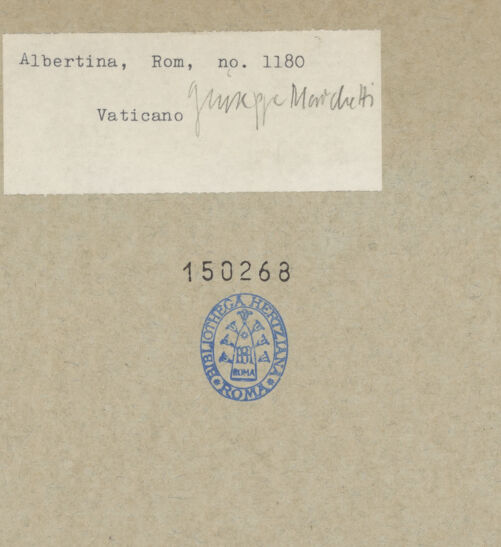 Albertina, Rom, no. 1180
Vaticano Giuseppe Marchetti
150268
BIBLIOTHECA HERTZIANA
ROMA
ROMA